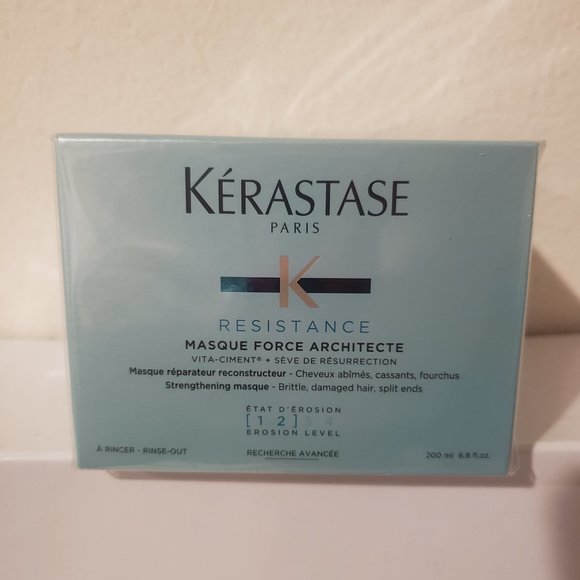 KÉRASTASE
PARIS
K
RESISTANCE
MASQUE FORCE ARCHITECTE
VITA-CIMENT® + SÈVE DE RÉSURRECTION
Masque réparateur reconstructeur - Cheveux abîmés, cassants, fourchus
Strengthening masque - Brittle, damaged hair, split ends
ÉTAT D'ÉROSION
[1 2] 3 4
EROSION LEVEL
À RINCER - RINSE-OUT RECHERCHE AVANCÉE 200 ml 6.8 fl.oz.